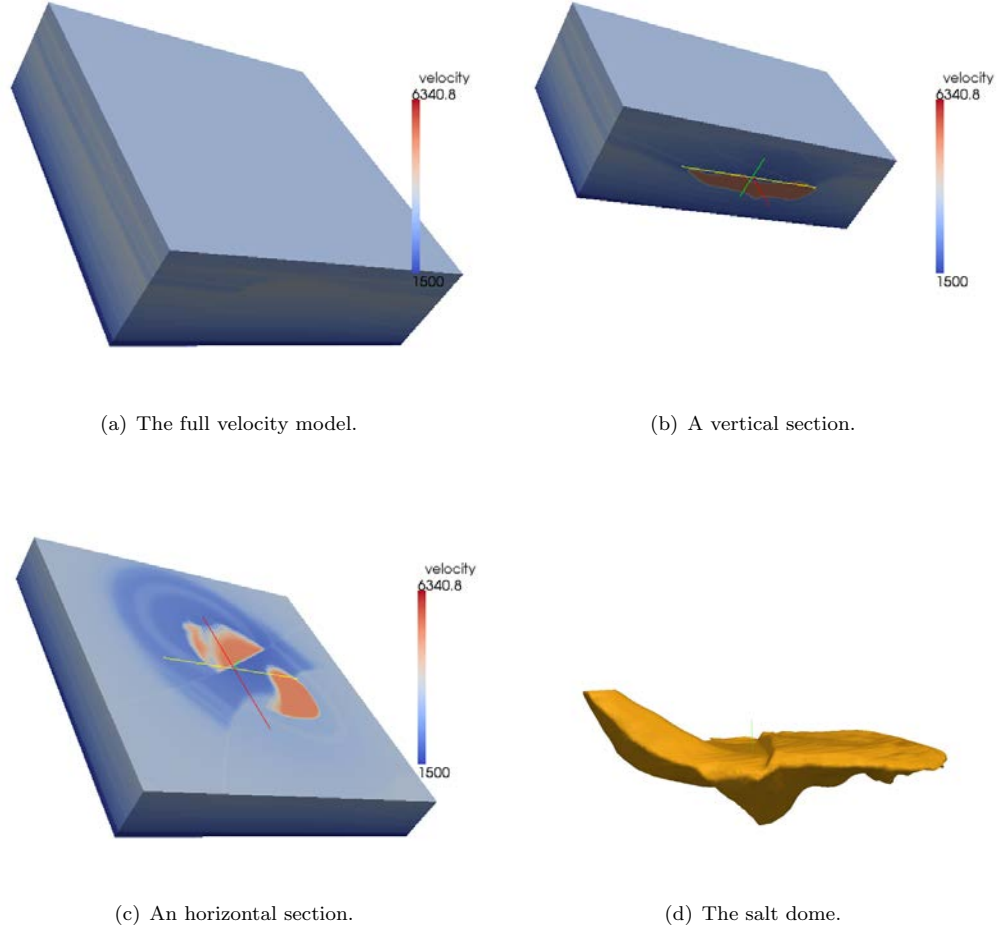 velocity
6340.8
1500
(a) The full velocity model.
velocity
6340.8
1500
(b) A vertical section.
velocity
6340.8
1500
(c) An horizontal section.
(d) The salt dome.